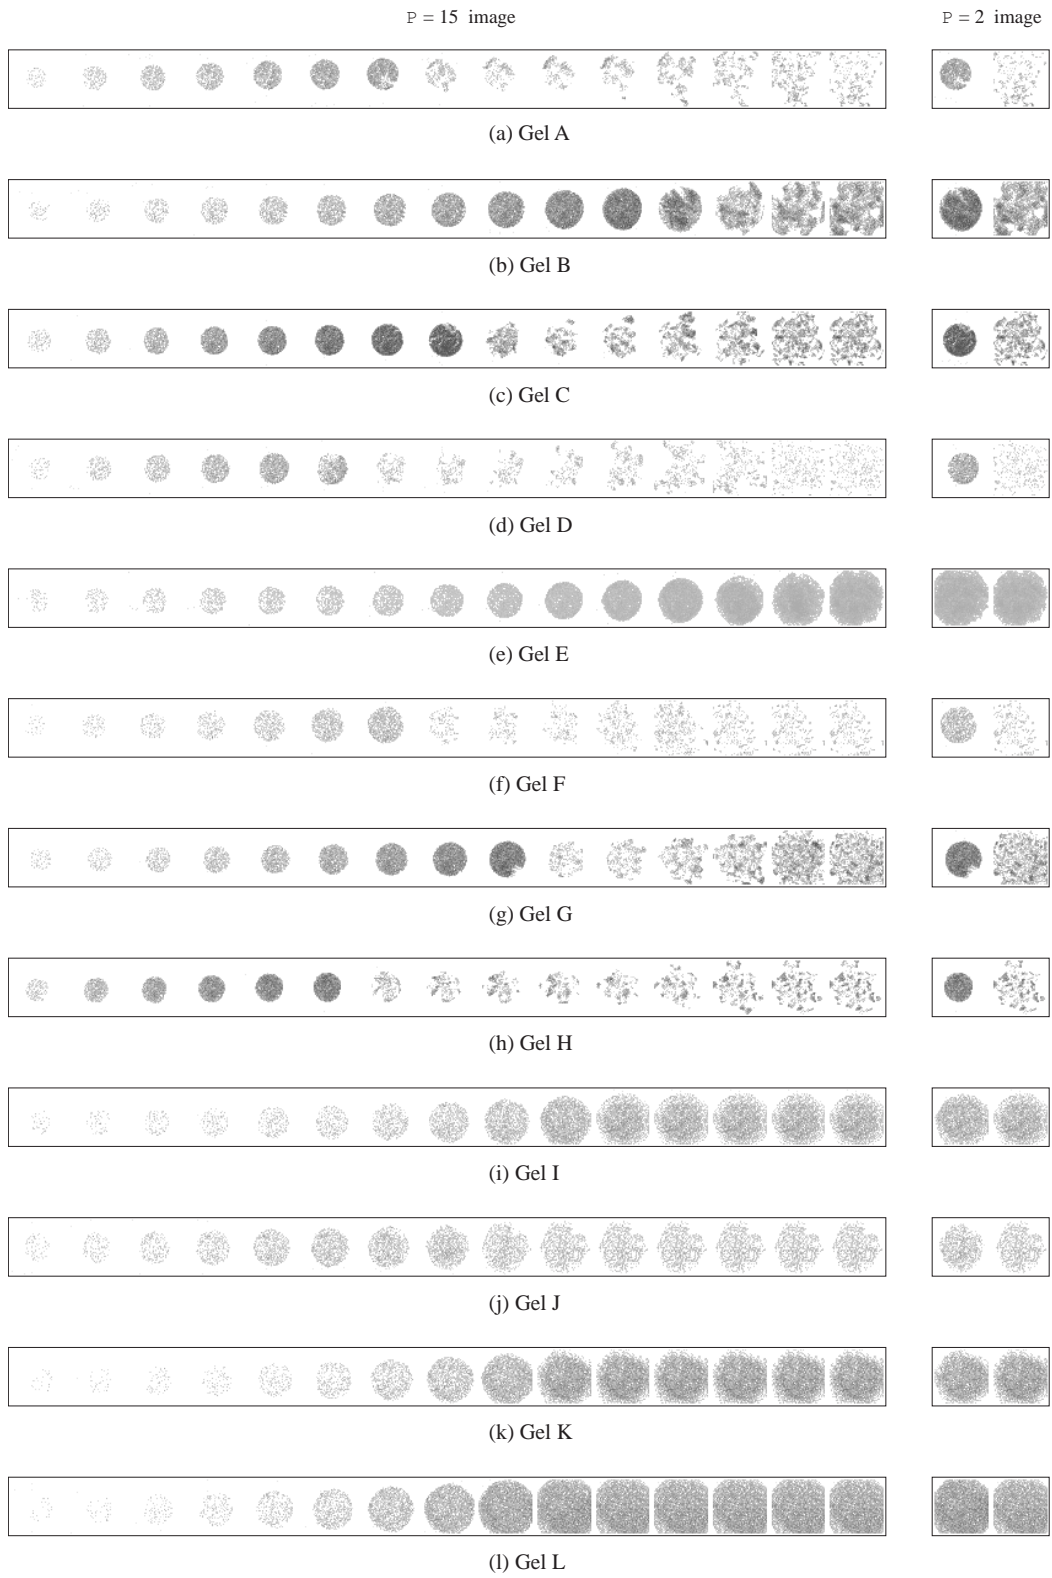 P = 15 image P = 2 image
(a) Gel A
(b) Gel B
(c) Gel C
(d) Gel D
(e) Gel E
(f) Gel F
(g) Gel G
(h) Gel H
(i) Gel I
(j) Gel J
(k) Gel K
(l) Gel L